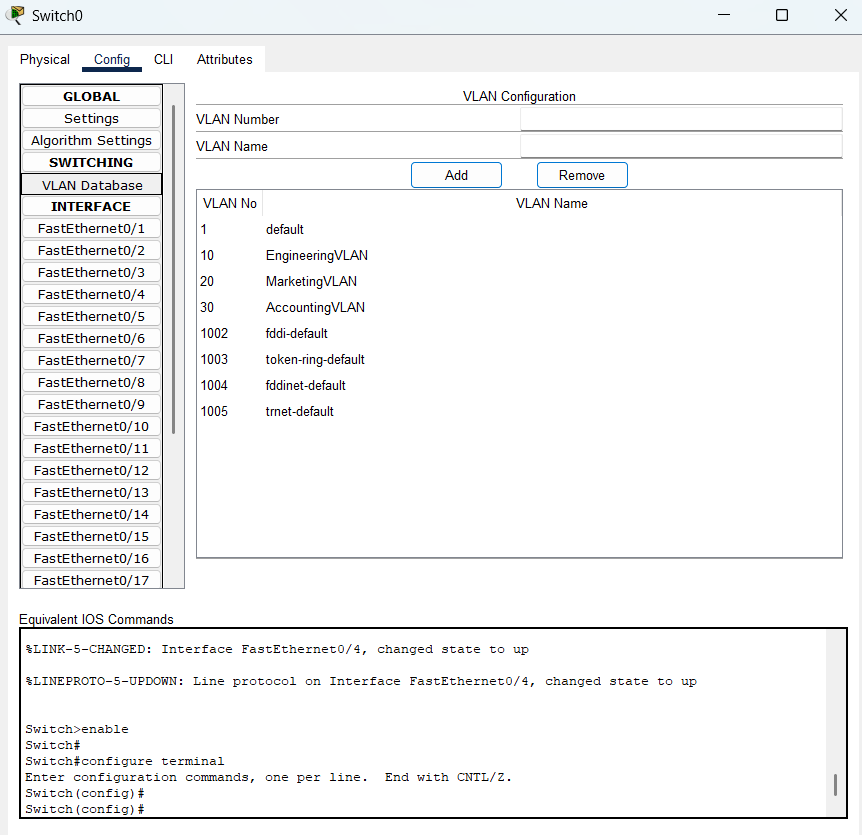 Switch0
Physical Config CLI Attributes
GLOBAL
Settings
Algorithm Settings
SWITCHING
VLAN Database
INTERFACE
FastEthernet0/1
FastEthernet0/2
FastEthernet0/3
FastEthernet0/4
FastEthernet0/5
FastEthernet0/6
FastEthernet0/7
FastEthernet0/8
FastEthernet0/9
FastEthernet0/10
FastEthernet0/11
FastEthernet0/12
FastEthernet0/13
FastEthernet0/14
FastEthernet0/15
FastEthernet0/16
FastEthernet0/17
VLAN Configuration
VLAN Number
VLAN Name
Add Remove
VLAN No VLAN Name
1 default
10 EngineeringVLAN
20 MarketingVLAN
30 AccountingVLAN
1002 fddi-default
1003 token-ring-default
1004 fddinet-default
1005 trnet-default
Equivalent IOS Commands
%LINK-5-CHANGED: Interface FastEthernet0/4, changed state to up
%LINEPROTO-5-UPDOWN: Line protocol on Interface FastEthernet0/4, changed state to up
Switch>enable
Switch#
Switch#configure terminal
Enter configuration commands, one per line.  End with CNTL/Z.
Switch(config)#
Switch(config)#